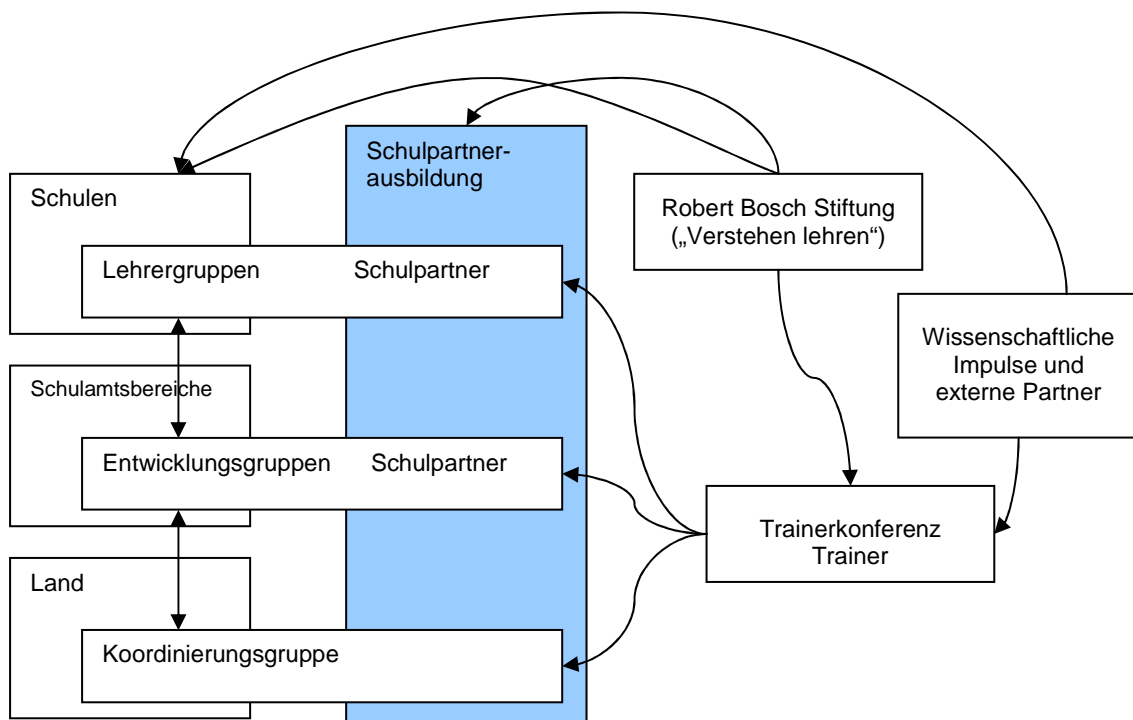 Schulpartner-
ausbildung
Schulen
Robert Bosch Stiftung
(„Verstehen lehren“)
Lehrergruppen Schulpartner
Wissenschaftliche
Impulse und
externe Partner
Schulamtsbereiche
Entwicklungsgruppen Schulpartner
Trainerkonferenz
Trainer
Land
Koordinierungsgruppe